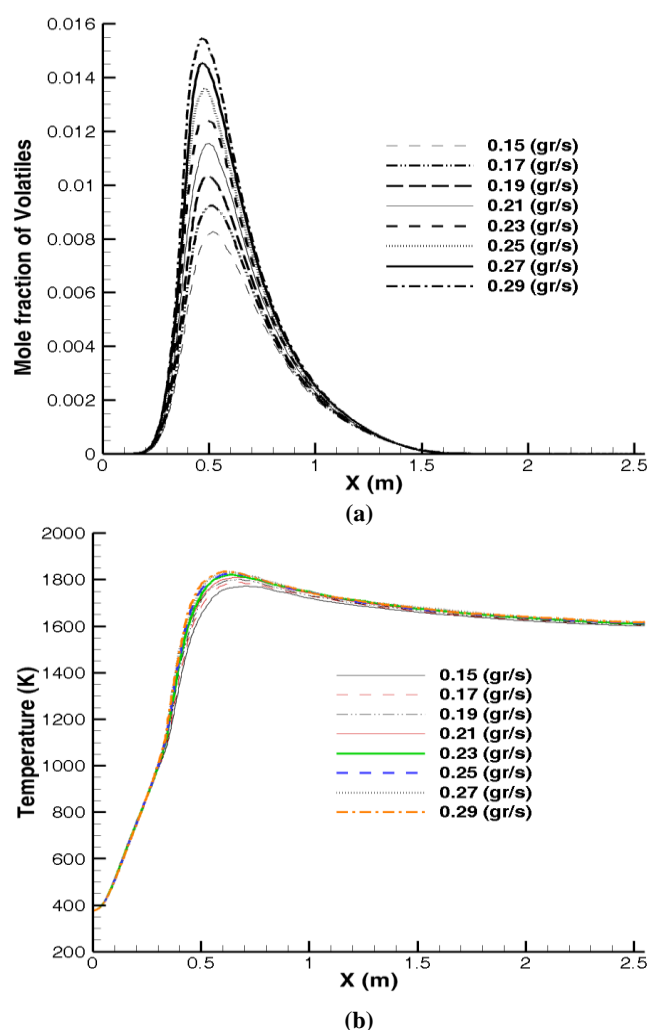 0.016
0.014
0.012
0.01
0.008
0.006
0.004
0.002
0
Mole fraction of Volatiles
0.15 (gr/s)
0.17 (gr/s)
0.19 (gr/s)
0.21 (gr/s)
0.23 (gr/s)
0.25 (gr/s)
0.27 (gr/s)
0.29 (gr/s)
0 0.5 1 1.5 2 2.5
X (m)
(a)
2000
1800
1600
1400
1200
1000
800
600
400
200
Temperature (K)
0.15 (gr/s)
0.17 (gr/s)
0.19 (gr/s)
0.21 (gr/s)
0.23 (gr/s)
0.25 (gr/s)
0.27 (gr/s)
0.29 (gr/s)
0 0.5 1 1.5 2 2.5
X (m)
(b)